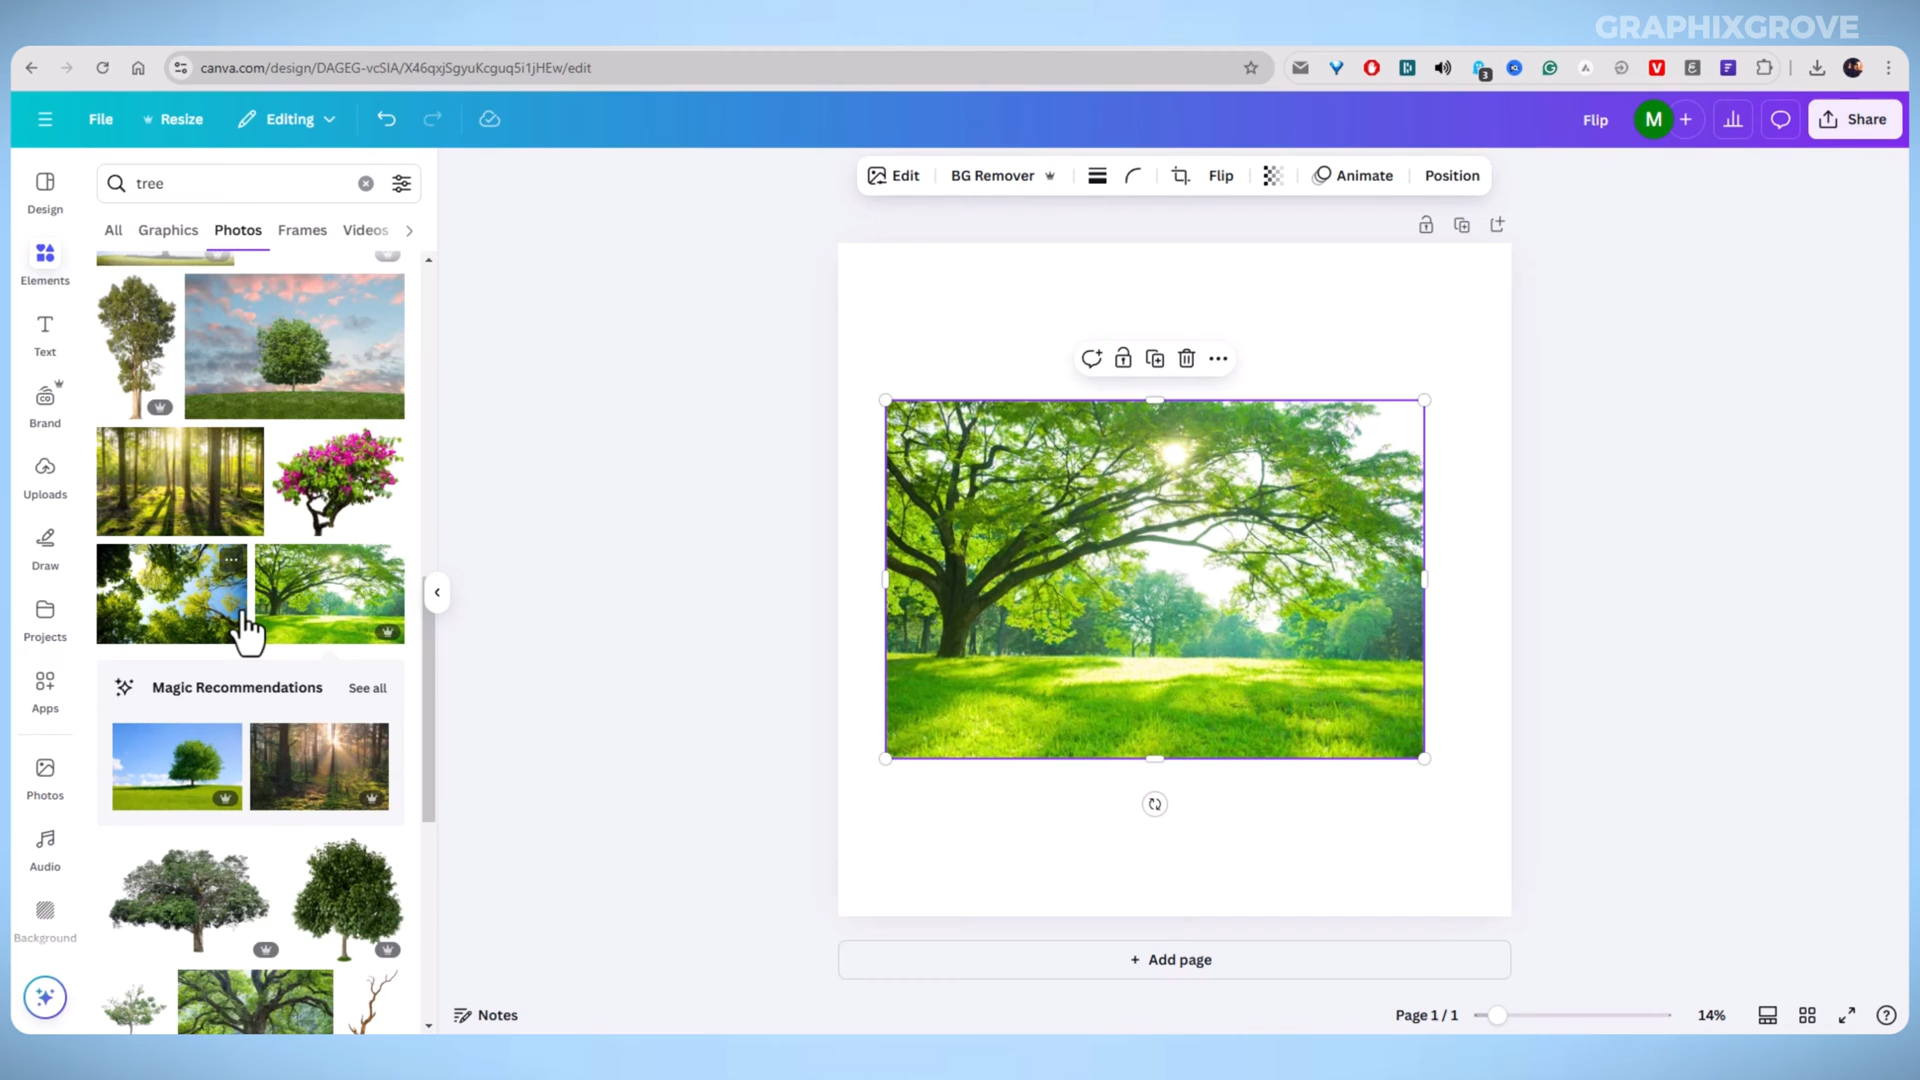 GRAPHIXGROVE
canva.com/design/DAGEG-vcSIA/X46qxjSgyuKcguq5i1jHEw/edit
3
File
Resize
Editing
Flip
M
+
Share
Design
Elements
Text
Brand
Uploads
Draw
Projects
Apps
Photos
Audio
Background
tree
All
Graphics
Photos
Frames
Videos
Magic Recommendations
See all
Edit
BG Remover
Flip
Animate
Position
+ Add page
Notes
Page 1 / 1
14%